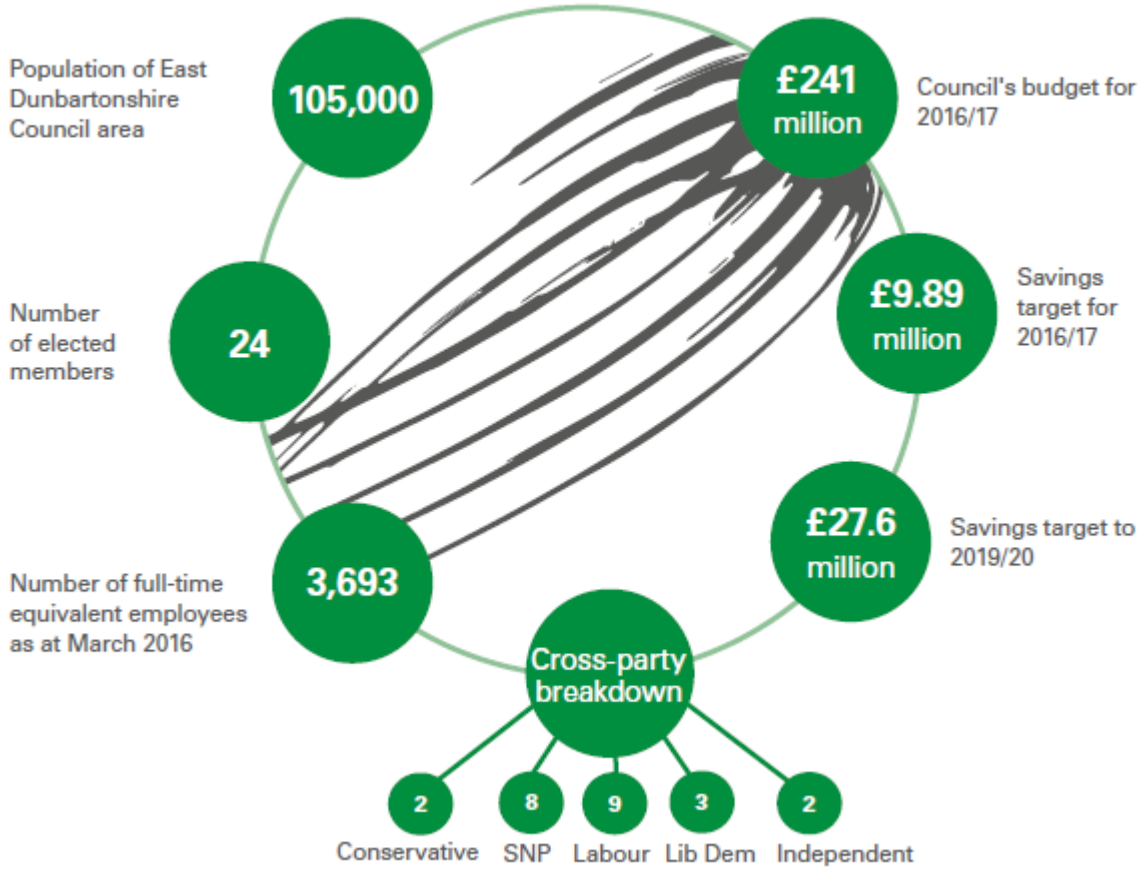 Population of East
Dunbartonshire
Council area
105,000
£241
million
Council's budget for
2016/17
£9.89
million
Savings
target for
2016/17
Number
of elected
members
24
£27.6
million
Savings target to
2019/20
Number of full-time
equivalent employees
as at March 2016
3,693
Cross-party
breakdown
2
8
9
3
2
Conservative
SNP
Labour
Lib Dem
Independent